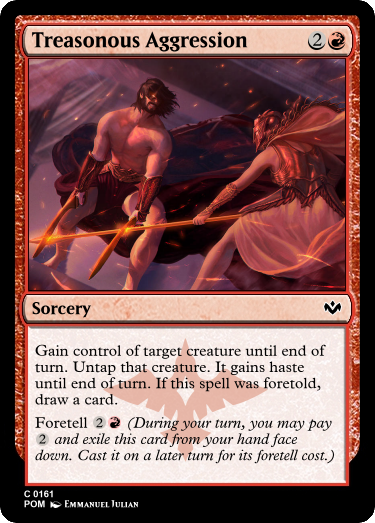 Treasonous Aggression 2
Sorcery
Gain control of target creature until end of
turn. Untap that creature. It gains haste
until end of turn. If this spell was foretold,
draw a card.
Foretell 2 (During your turn, you may pay
2 and exile this card from your hand face
down. Cast it on a later turn for its foretell cost.)
C 0161
POM Emmanuel Julian